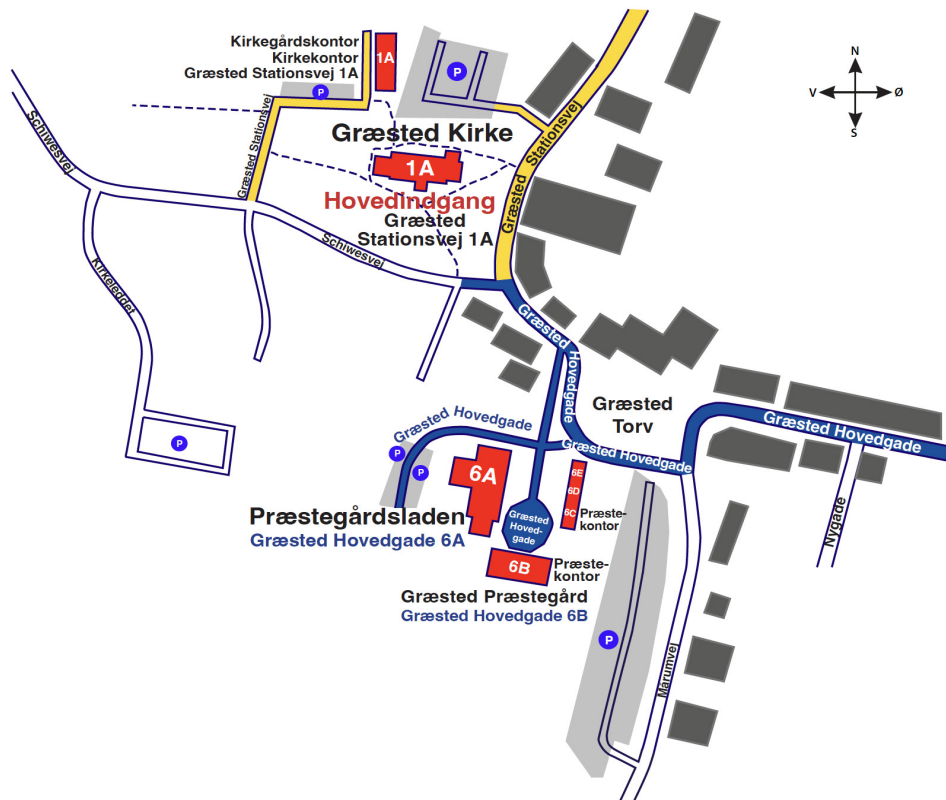 Kirkegårdskontor
Kirkekontor
Græsted Stationsvej 1A
1A
P
P
N
V
Ø
S
Schiwesvej
Græsted Stationsvej
Græsted Kirke
1A
Hovedindgang
Græsted
Stationsvej 1A
Græsted Stationsvej
Schiwesvej
Kirkeleddet
P
Græsted Hovedgade
Græsted
Torv
Græsted Hovedgade
Græsted Hovedgade
Græsted Hovedgade
P
P
6A
6E
6D
6C
Præste-
kontor
Præstegårdsladen
Græsted Hovedgade 6A
Græsted
Hoved-
gade
6B
Præste-
kontor
Græsted Præstegård
Græsted Hovedgade 6B
P
Marumvej
Nygade